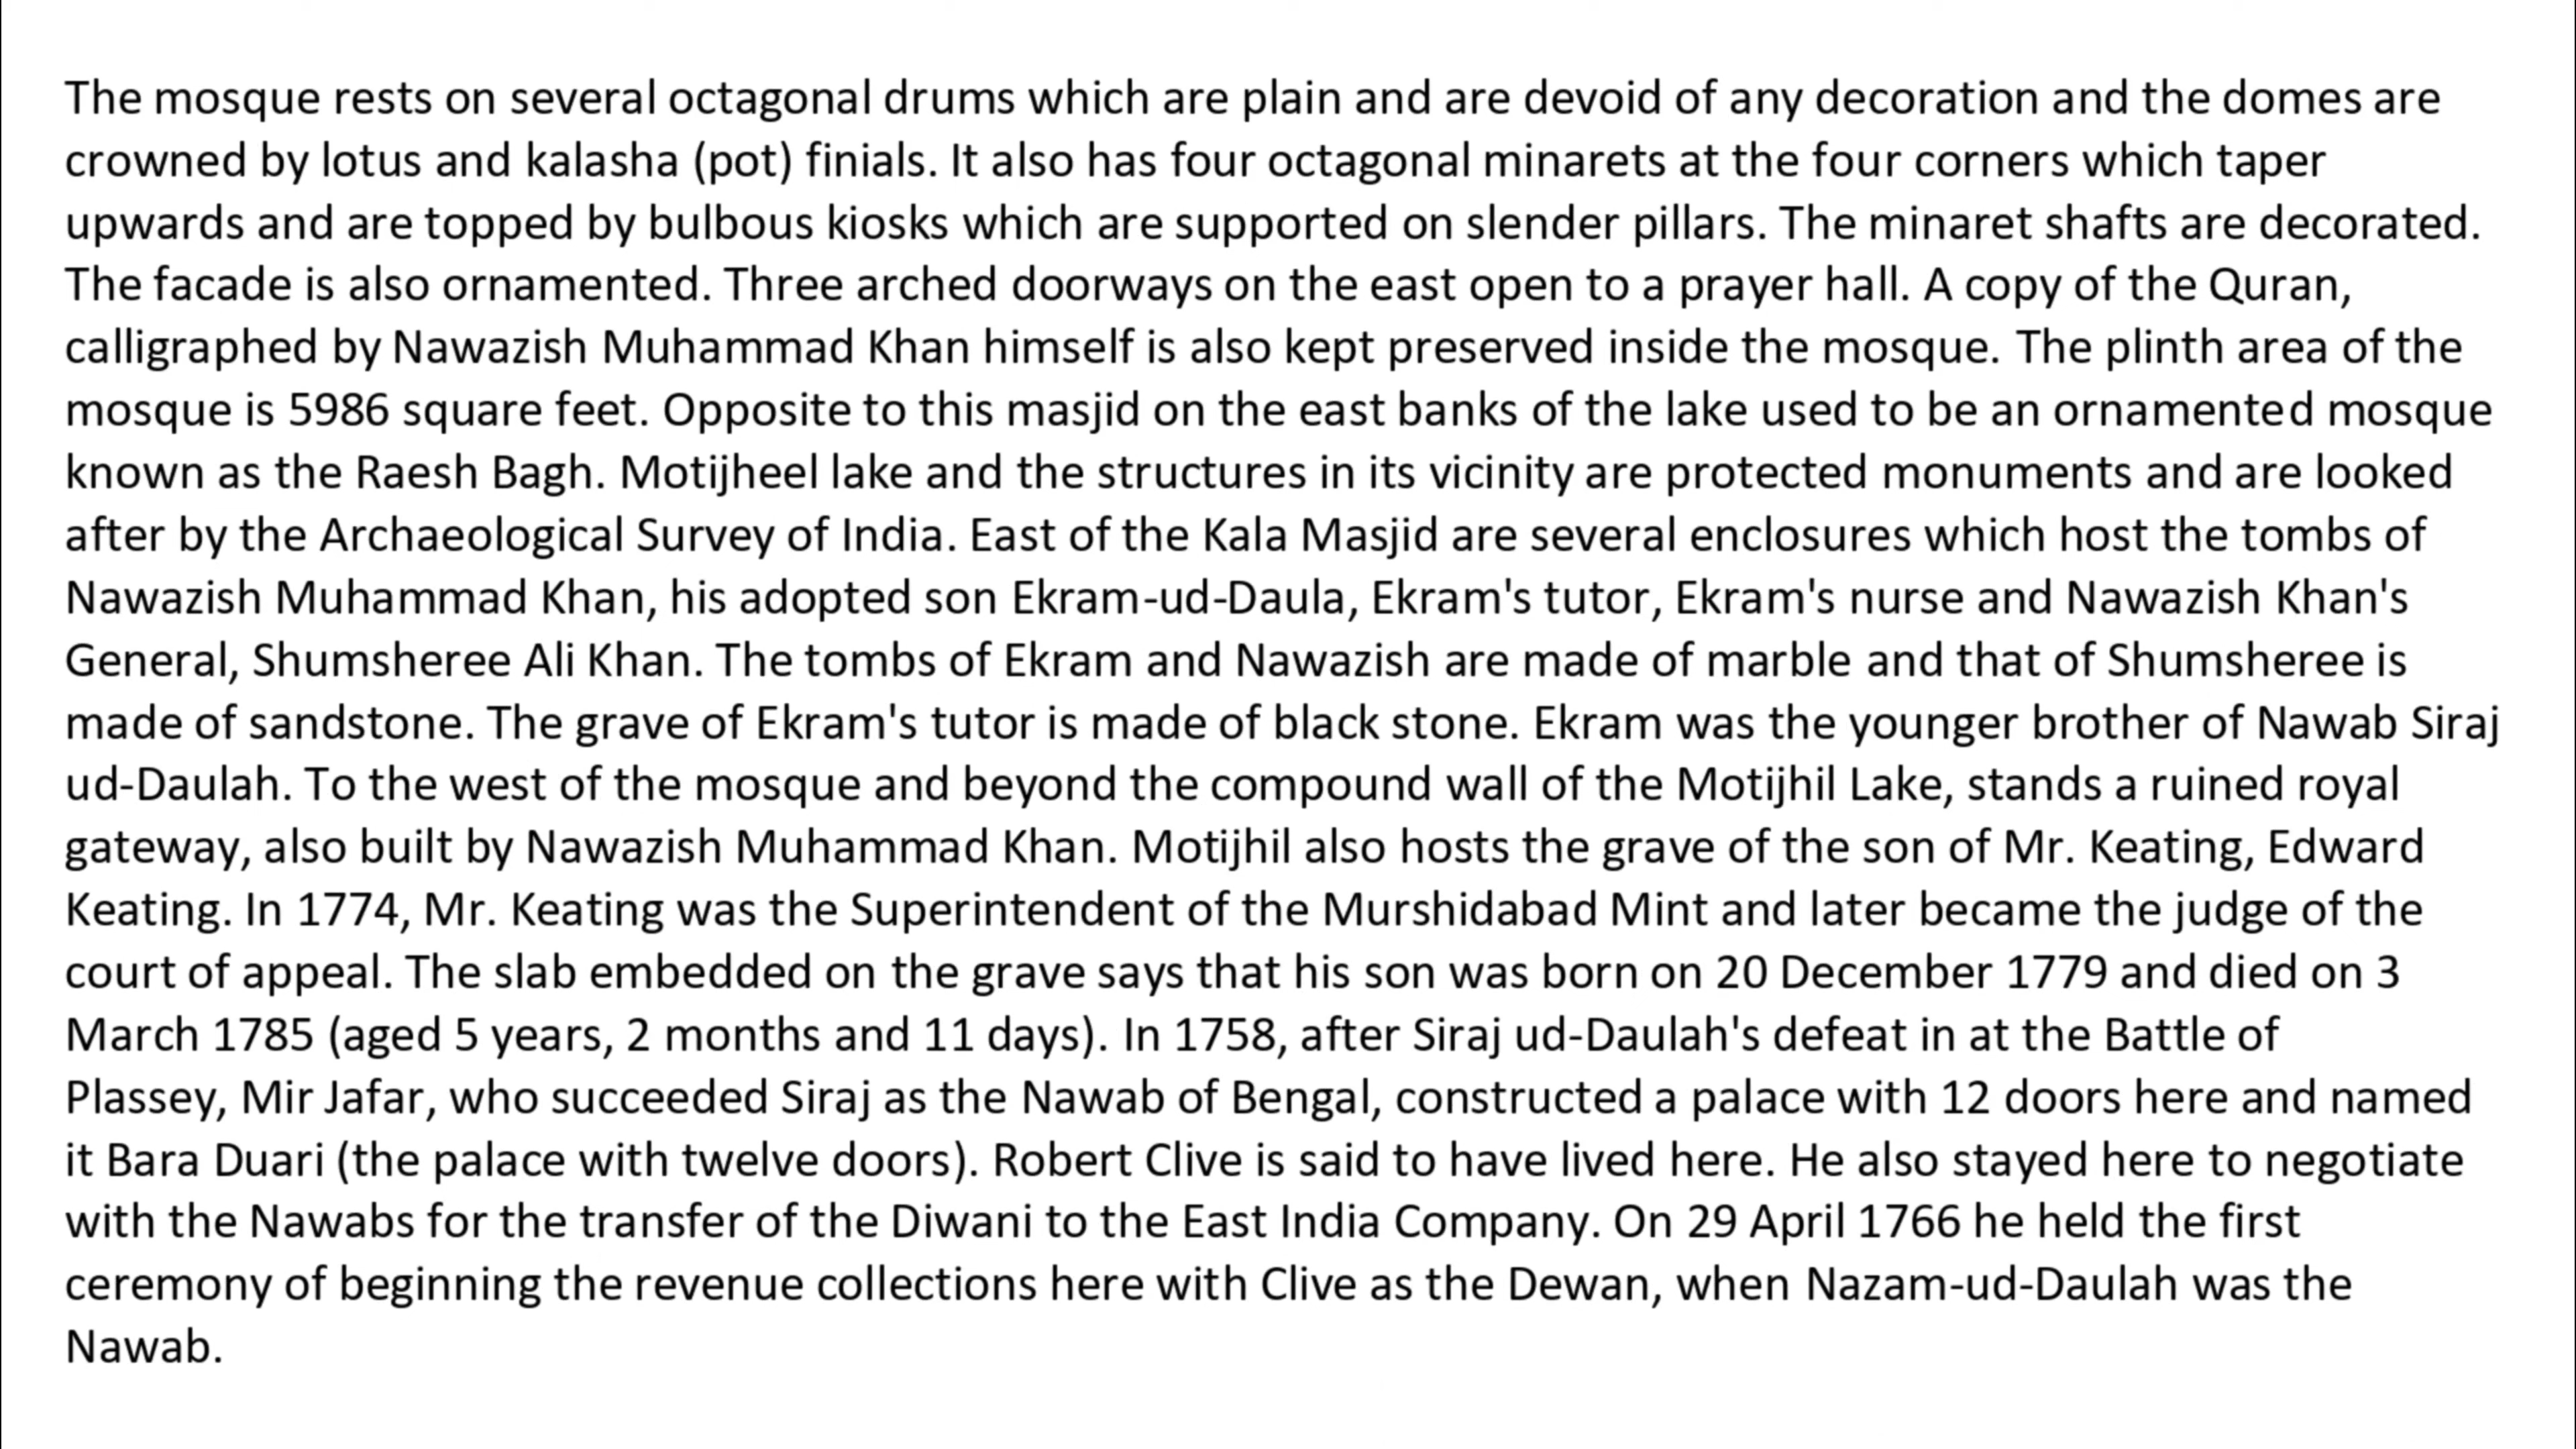 The mosque rests on several octagonal drums which are plain and are devoid of any decoration and the domes are
crowned by lotus and kalasha (pot) finials. It also has four octagonal minarets at the four corners which taper
upwards and are topped by bulbous kiosks which are supported on slender pillars. The minaret shafts are decorated.
The facade is also ornamented. Three arched doorways on the east open to a prayer hall. A copy of the Quran,
calligraphed by Nawazish Muhammad Khan himself is also kept preserved inside the mosque. The plinth area of the
mosque is 5986 square feet. Opposite to this masjid on the east banks of the lake used to be an ornamented mosque
known as the Raesh Bagh. Motijheel lake and the structures in its vicinity are protected monuments and are looked
after by the Archaeological Survey of India. East of the Kala Masjid are several enclosures which host the tombs of
Nawazish Muhammad Khan, his adopted son Ekram-ud-Daula, Ekram's tutor, Ekram's nurse and Nawazish Khan's
General, Shumsheree Ali Khan. The tombs of Ekram and Nawazish are made of marble and that of Shumsheree is
made of sandstone. The grave of Ekram's tutor is made of black stone. Ekram was the younger brother of Nawab Siraj
ud-Daulah. To the west of the mosque and beyond the compound wall of the Motijhil Lake, stands a ruined royal
gateway, also built by Nawazish Muhammad Khan. Motijhil also hosts the grave of the son of Mr. Keating, Edward
Keating. In 1774, Mr. Keating was the Superintendent of the Murshidabad Mint and later became the judge of the
court of appeal. The slab embedded on the grave says that his son was born on 20 December 1779 and died on 3
March 1785 (aged 5 years, 2 months and 11 days). In 1758, after Siraj ud-Daulah's defeat in at the Battle of
Plassey, Mir Jafar, who succeeded Siraj as the Nawab of Bengal, constructed a palace with 12 doors here and named
it Bara Duari (the palace with twelve doors). Robert Clive is said to have lived here. He also stayed here to negotiate
with the Nawabs for the transfer of the Diwani to the East India Company. On 29 April 1766 he held the first
ceremony of beginning the revenue collections here with Clive as the Dewan, when Nazam-ud-Daulah was the
Nawab.